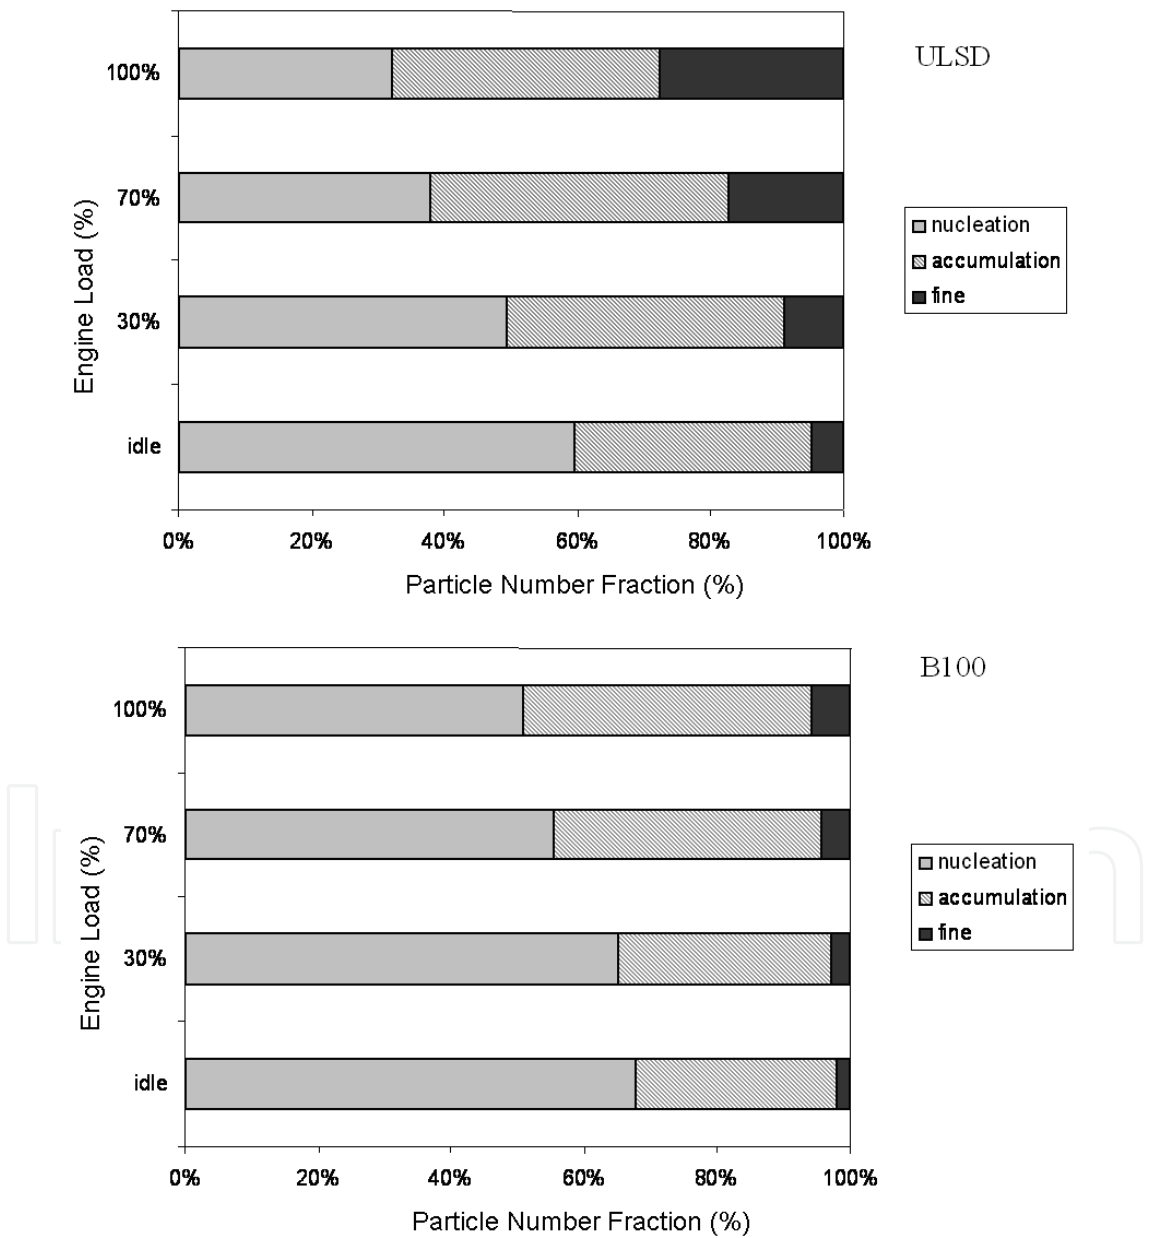 ULSD
100%
70%
30%
idle
Engine Load (%)
nucleation
accumulation
fine
0% 20% 40% 60% 80% 100%
Particle Number Fraction (%)
B100
100%
70%
30%
idle
Engine Load (%)
nucleation
accumulation
fine
0% 20% 40% 60% 80% 100%
Particle Number Fraction (%)